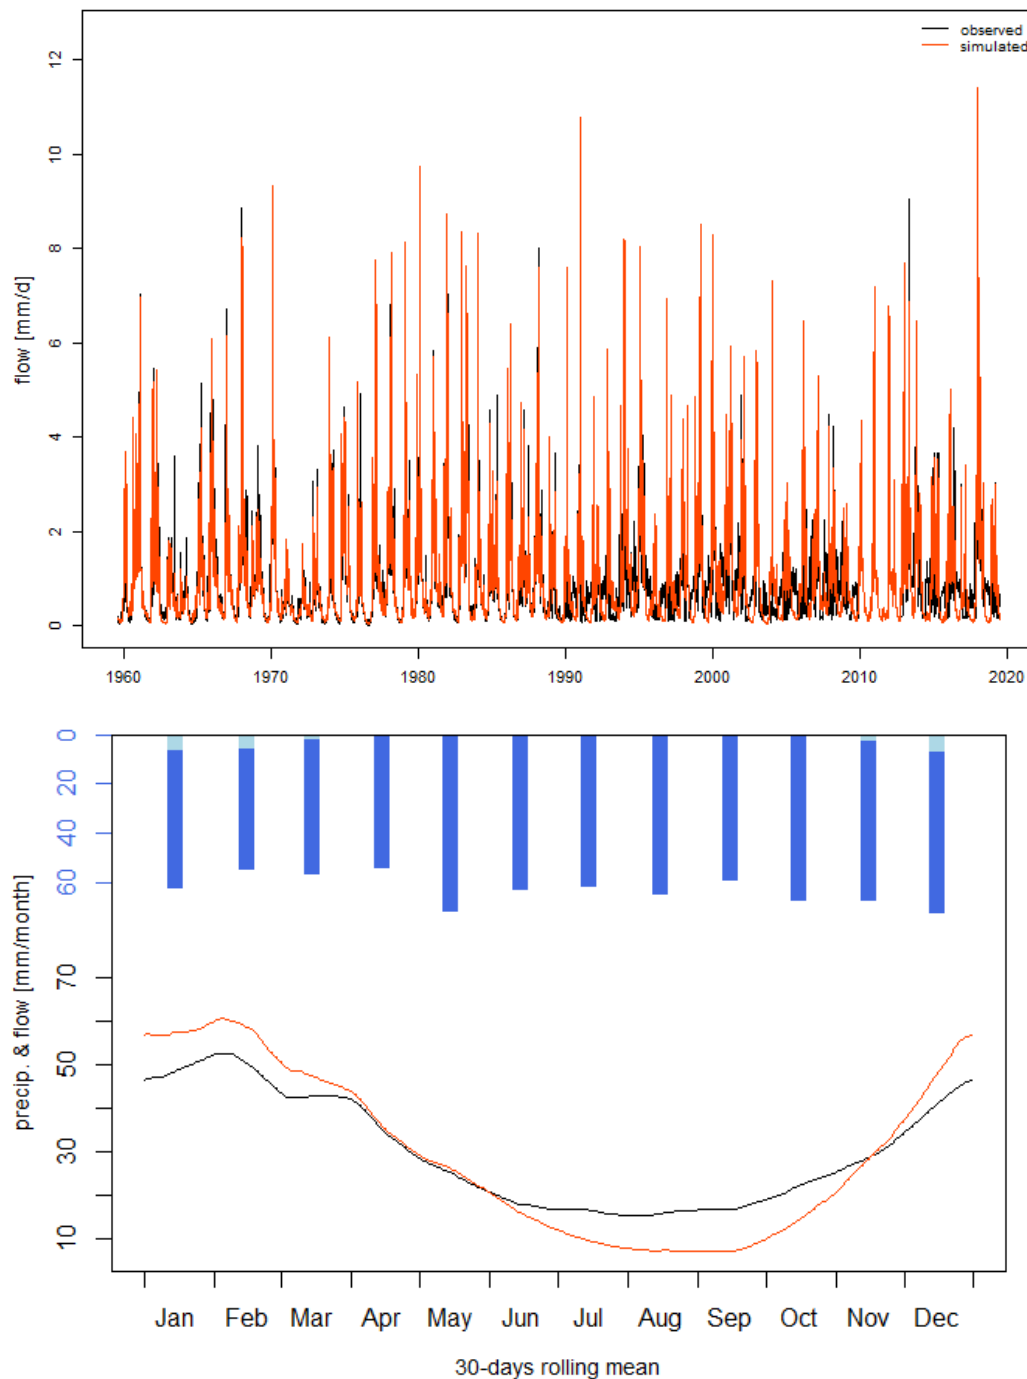 observed
simulated
12
10
8
6
4
2
0
flow [mm/d]
1960 1970 1980 1990 2000 2010 2020
0
20
40
60
70
50
30
10
precip. & flow [mm/month]
Jan Feb Mar Apr May Jun Jul Aug Sep Oct Nov Dec
30-days rolling mean